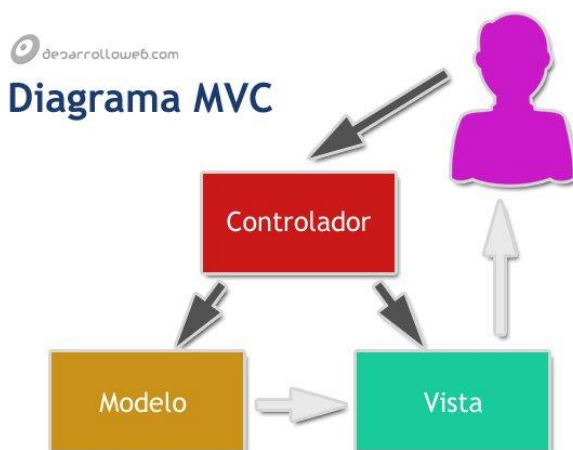 desarrolloweb.com
Diagrama MVC
Controlador
Modelo
Vista